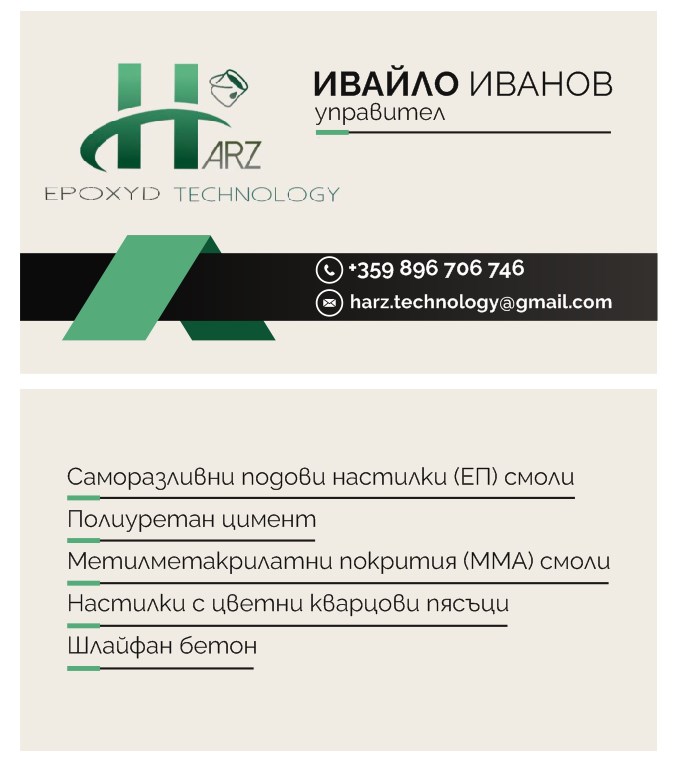 HARZ
EPOXYD TECHNOLOGY
ИВАЙЛО ИВАНОВ
управител
+359 896 706 746
harz.technology@gmail.com
Саморазливни подови настилки (ЕП) смоли
Полиуретан цимент
Метилметакрилатни покрития (ММА) смоли
Настилки с цветни кварцови пясъци
Шлайфан бетон